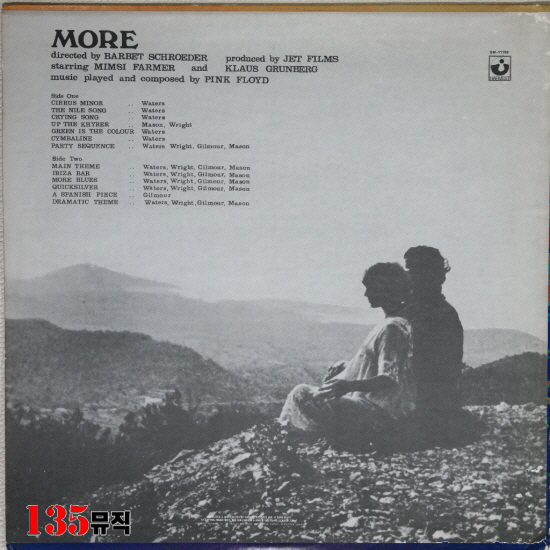 MORE
directed by BARBET SCHROEDER produced by JET FILMS
starring MIMSI FARMER and KLAUS GRUNBERG
music played and composed by PINK FLOYD
Side One
CIRRUS MINOR .. Waters
THE NILE SONG .. Waters
CRYING SONG .. Waters
UP THE KHYBER .. Mason, Wright
GREEN IS THE COLOUR Waters
CYMBALINE .. Waters
PARTY SEQUENCE .. Waters Wright, Gilmour, Mason
Side Two
MAIN THEME .. Waters, Wright, Gilmour, Mason
IBIZA BAR .. Waters, Wright, Gilmour, Mason
MORE BLUES .. Waters, Wright, Gilmour, Mason
QUICKSILVER .. Waters, Wright, Gilmour, Mason
A SPANISH PIECE .. Gilmour
DRAMATIC THEME .. Waters, Wright, Gilmour, Mason
135뮤직